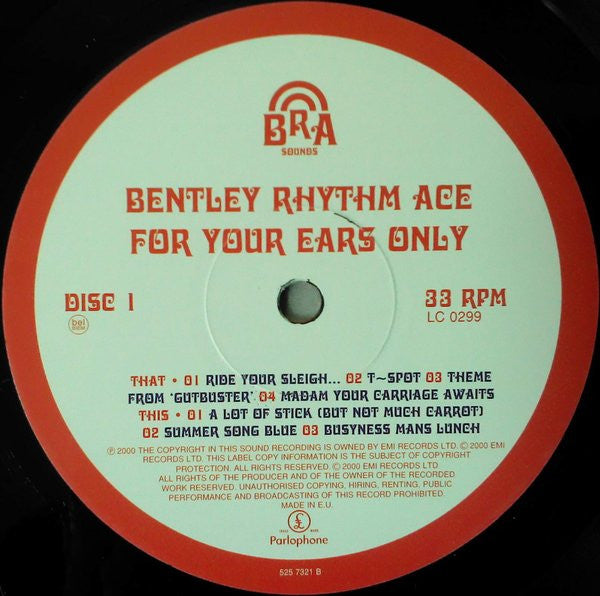 BRA
SOUNDS
BENTLEY RHYTHM ACE
FOR YOUR EARS ONLY
DISC 1
33 RPM
bel
BIEM
LC 0299
THAT • 01 RIDE YOUR SLEIGH... 02 T~SPOT 03 THEME
FROM 'GUTBUSTER' 04 MADAM YOUR CARRIAGE AWAITS
THIS • 01 A LOT OF STICK (BUT NOT MUCH CARROT)
02 SUMMER SONG BLUE 03 BUSYNESS MANS LUNCH
℗ 2000 THE COPYRIGHT IN THIS SOUND RECORDING IS OWNED BY EMI RECORDS LTD. © 2000 EMI
RECORDS LTD. THIS LABEL COPY INFORMATION IS THE SUBJECT OF COPYRIGHT
PROTECTION. ALL RIGHTS RESERVED. © 2000 EMI RECORDS LTD
ALL RIGHTS OF THE PRODUCER AND OF THE OWNER OF THE RECORDED
WORK RESERVED. UNAUTHORISED COPYING, HIRING, RENTING, PUBLIC
PERFORMANCE AND BROADCASTING OF THIS RECORD PROHIBITED.
MADE IN E.U.
TRADE £ MARK
Parlophone
525 7321 B